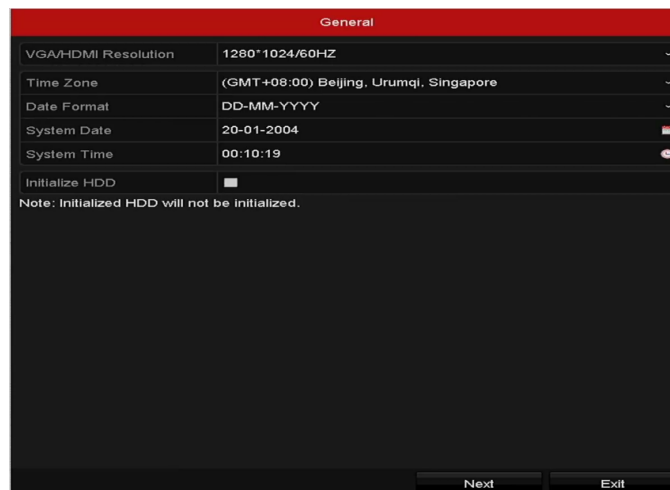 General
VGA/HDMI Resolution 1280*1024/60HZ
Time Zone (GMT+08:00) Beijing, Urumqi, Singapore
Date Format DD-MM-YYYY
System Date 20-01-2004
System Time 00:10:19
Initialize HDD
Note: Initialized HDD will not be initialized.
Next Exit